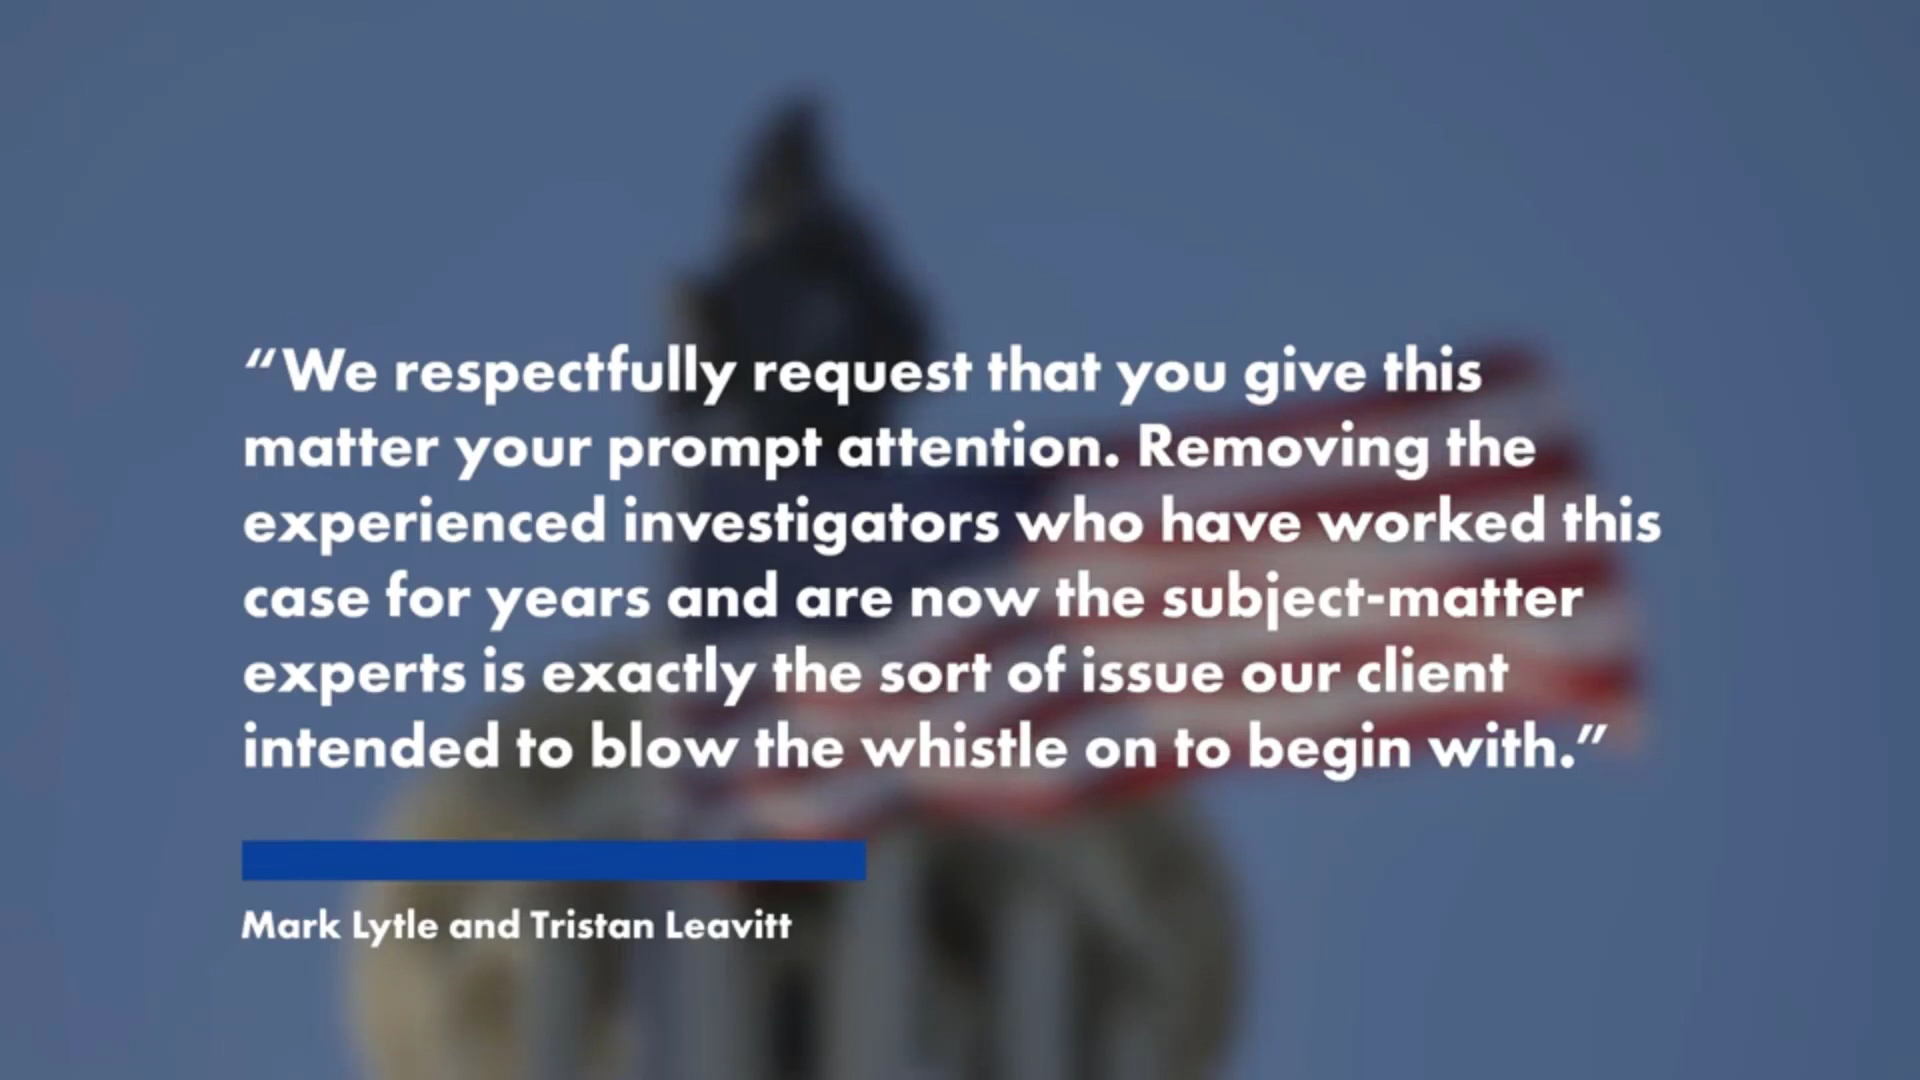 “We respectfully request that you give this
matter your prompt attention. Removing the
experienced investigators who have worked this
case for years and are now the subject-matter
experts is exactly the sort of issue our client
intended to blow the whistle on to begin with.”
Mark Lytle and Tristan Leavitt